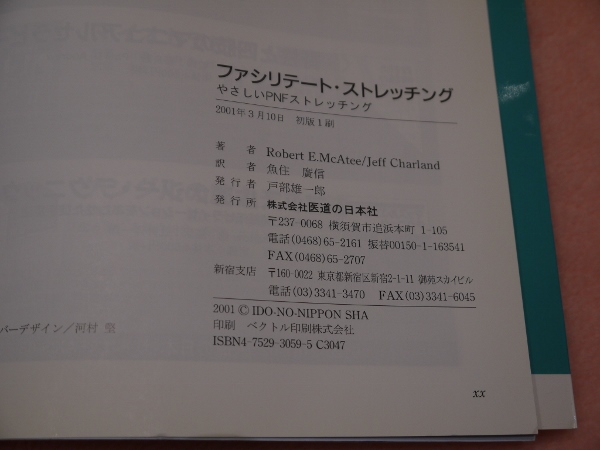 ファシリテート・ストレッチング
やさしいPNFストレッチング
2001年3月10日 初版1刷
著者 Robert E.McAtee/Jeff Charland
訳者 魚住 廣信
発行者 戸部雄一郎
発行所 株式会社医道の日本社
〒237-0068 横須賀市追浜本町 1-105
電話(0468)65-2161 振替00150-1-163541
FAX(0468)65-2707
新宿支店 〒160-0022 東京都新宿区新宿2-1-11 御苑スカイビル
電話(03)3341-3470 FAX(03)3341-6045
2001 © IDO-NO-NIPPON SHA
印刷 ベクトル印刷株式会社
ISBN4-7529-3059-5 C3047
バーデザイン/河村
xx